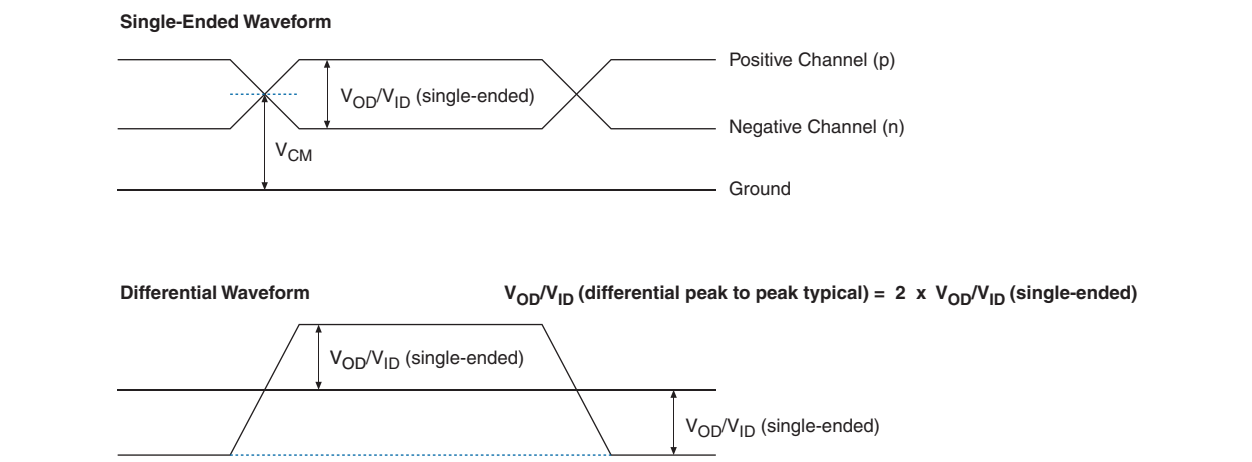 Single-Ended Waveform
Positive Channel (p)
VOD/VID (single-ended)
Negative Channel (n)
VCM
Ground
Differential Waveform
VOD/VID (differential peak to peak typical) = 2 x VOD/VID (single-ended)
VOD/VID (single-ended)
VOD/VID (single-ended)